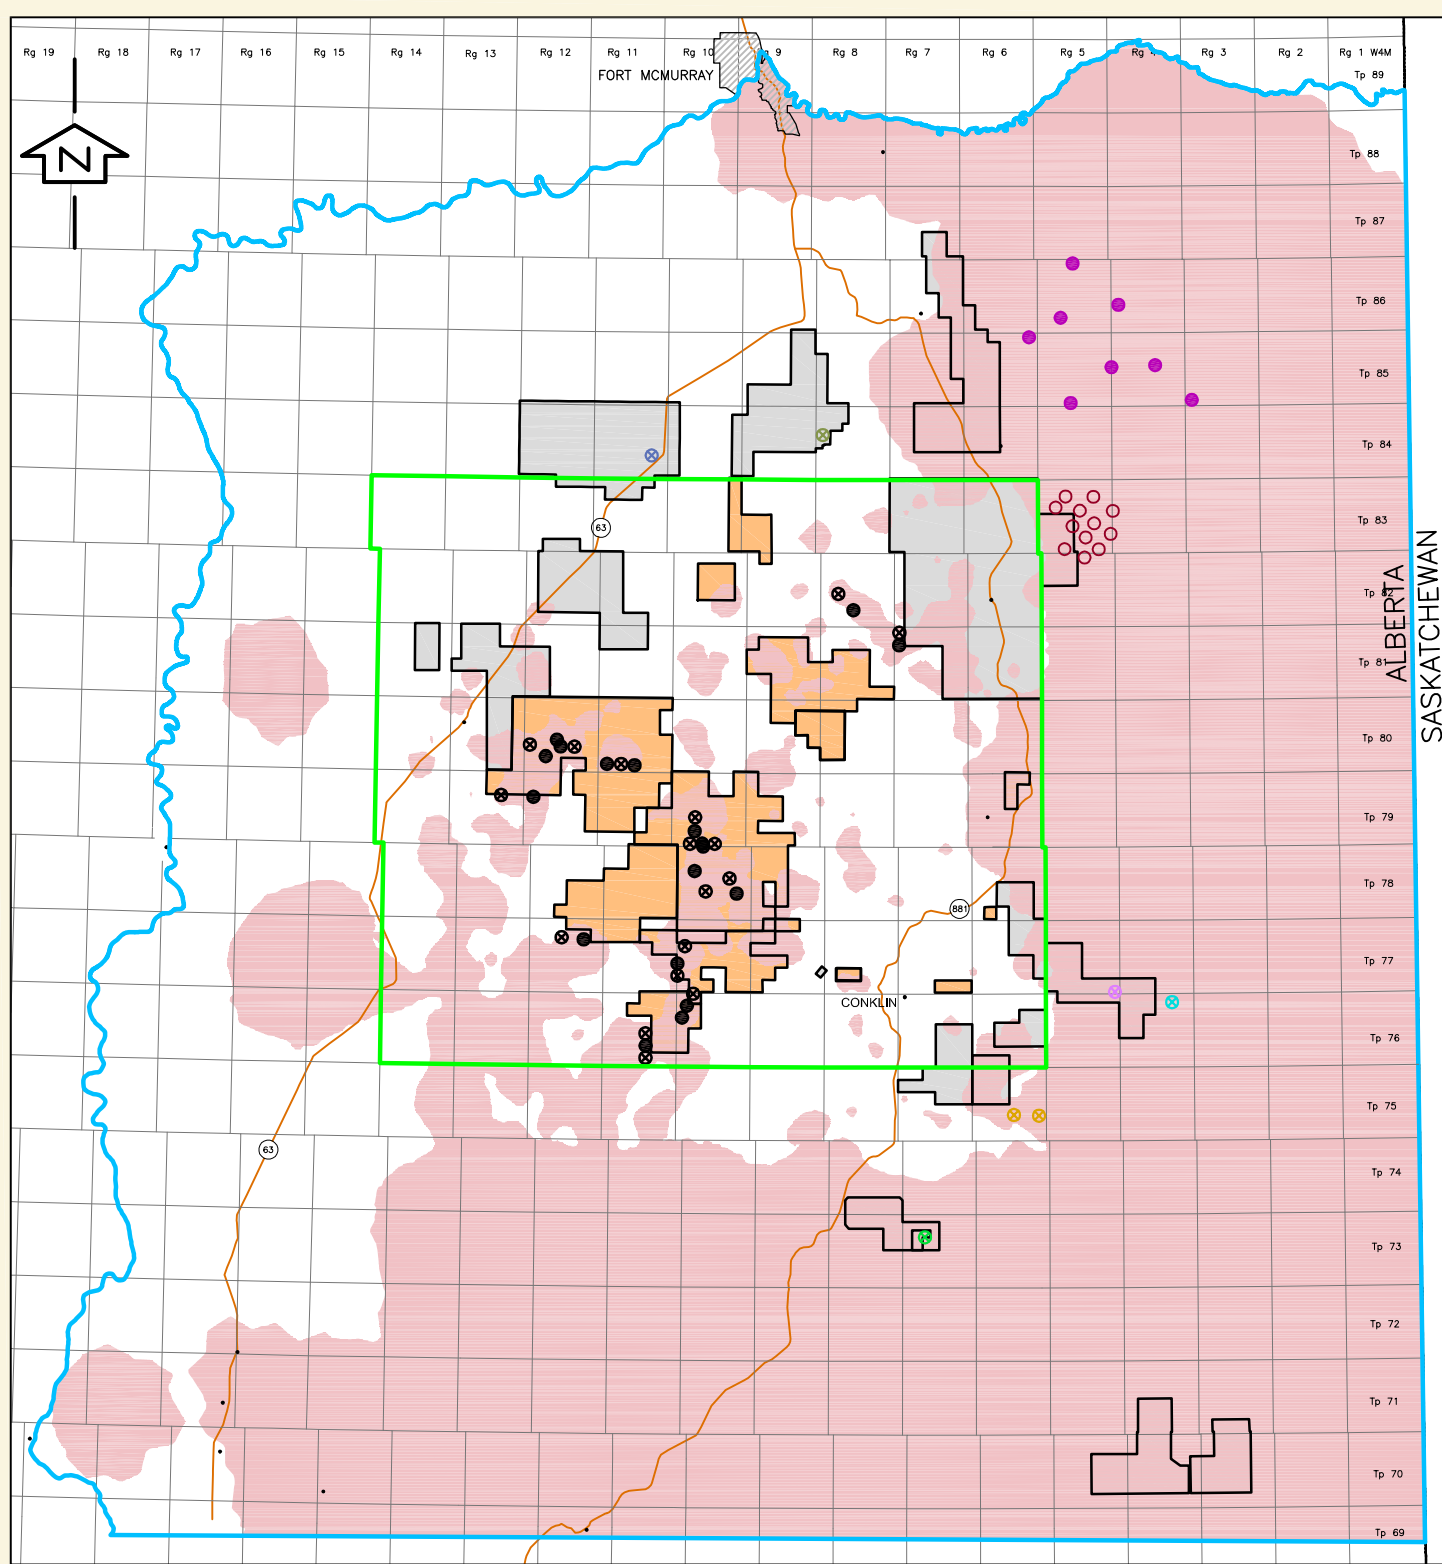 Rg 19
Rg 18
Rg 17
Rg 16
Rg 15
Rg 14
Rg 13
Rg 12
Rg 11
Rg 10
9
Rg 8
Rg 7
Rg 6
Rg 5
Rg 4
Rg 3
Rg 2
Rg 1 W4M
FORT MCMURRAY
Tp 89
N
Tp 88
Tp 87
Tp 86
Tp 85
Tp 84
63
Tp 83
Tp 82
Tp 81
ALBERTA
SASKATCHEWAN
Tp 80
Tp 79
Tp 78
881
Tp 77
CONKLIN
Tp 76
Tp 75
63
Tp 74
Tp 73
Tp 72
Tp 71
Tp 70
Tp 69